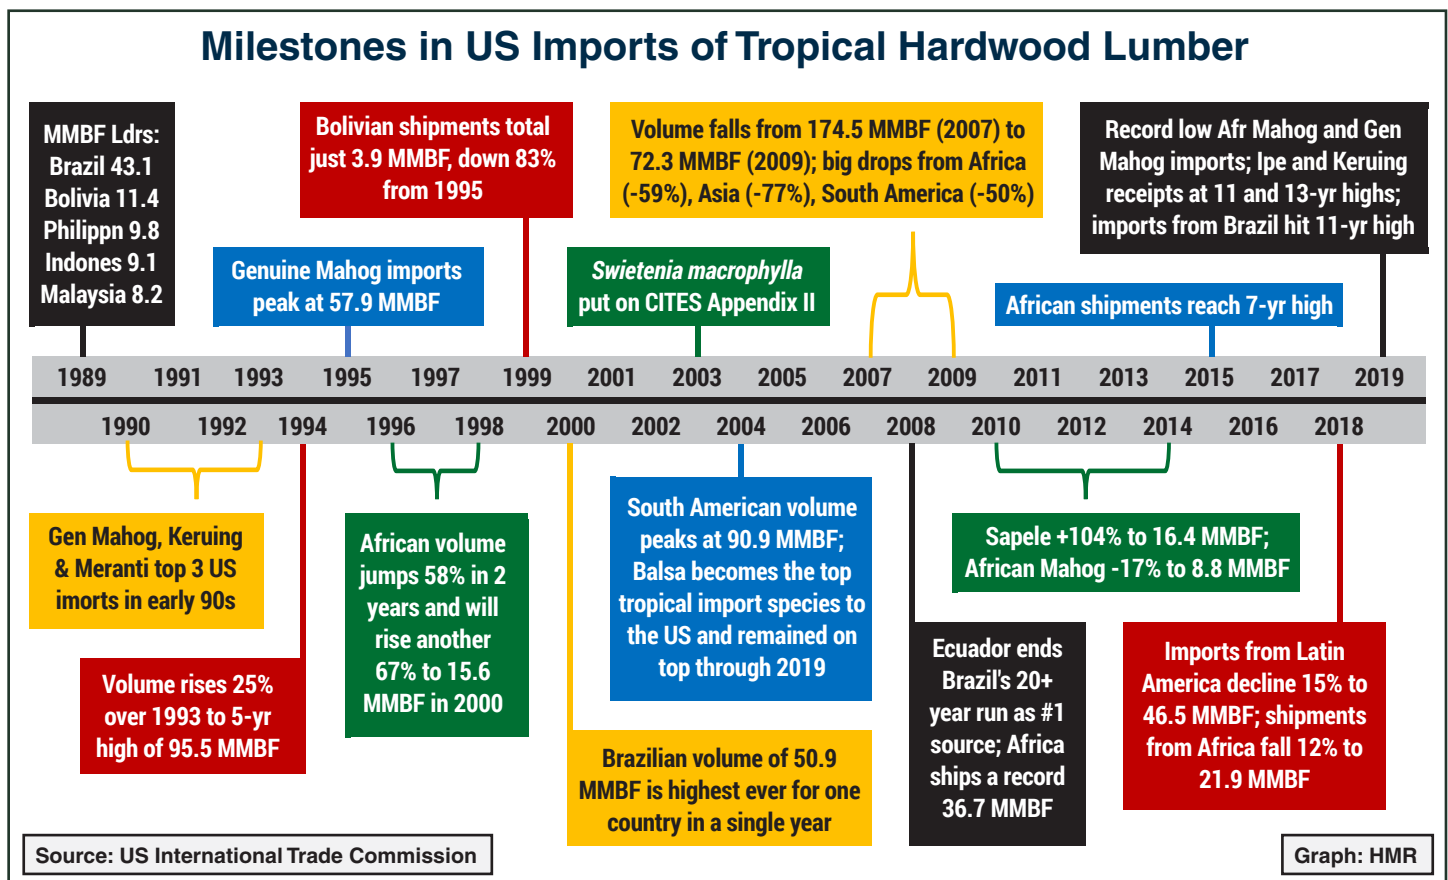 Milestones in US Imports of Tropical Hardwood Lumber
MMBF Ldrs:
Brazil 43.1
Bolivia 11.4
Philippn 9.8
Indones 9.1
Malaysia 8.2
Genuine Mahog imports
peak at 57.9 MMBF
Bolivian shipments total
just 3.9 MMBF, down 83%
from 1995
Swietenia macrophylla
put on CITES Appendix II
Volume falls from 174.5 MMBF (2007) to
72.3 MMBF (2009); big drops from Africa
(-59%), Asia (-77%), South America (-50%)
African shipments reach 7-yr high
Record low Afr Mahog and Gen
Mahog imports; Ipe and Keruing
receipts at 11 and 13-yr highs;
imports from Brazil hit 11-yr high
1989 1991 1993 1995 1997 1999 2001 2003 2005 2007 2009 2011 2013 2015 2017 2019
1990 1992 1994 1996 1998 2000 2002 2004 2006 2008 2010 2012 2014 2016 2018
Gen Mahog, Keruing
& Meranti top 3 US
imorts in early 90s
Volume rises 25%
over 1993 to 5-yr
high of 95.5 MMBF
African volume
jumps 58% in 2
years and will
rise another
67% to 15.6
MMBF in 2000
Brazilian volume of 50.9
MMBF is highest ever for one
country in a single year
South American volume
peaks at 90.9 MMBF;
Balsa becomes the top
tropical import species to
the US and remained on
top through 2019
Ecuador ends
Brazil's 20+
year run as #1
source; Africa
ships a record
36.7 MMBF
Sapele +104% to 16.4 MMBF;
African Mahog -17% to 8.8 MMBF
Imports from Latin
America decline 15% to
46.5 MMBF; shipments
from Africa fall 12% to
21.9 MMBF
Source: US International Trade Commission
Graph: HMR